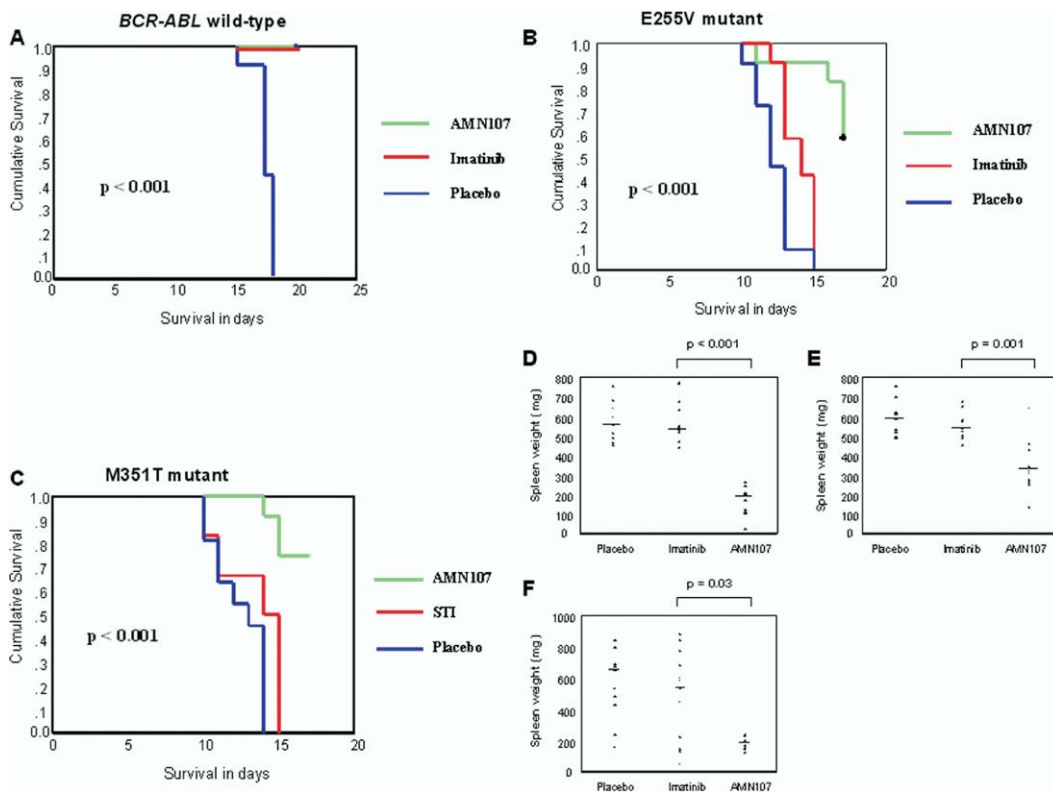 A
BCR-ABL wild-type
Cumulative Survival
1.0
.9
.8
.7
.6
.5
.4
.3
.2
.1
0.0
p < 0.001
0 5 10 15 20 25
Survival in days
AMN107
Imatinib
Placebo
B
E255V mutant
Cumulative Survival
1.0
.9
.8
.7
.6
.5
.4
.3
.2
.1
0.0
p < 0.001
0 10 15 20
Survival in days
AMN107
Imatinib
Placebo
C
M351T mutant
Cumulative Survival
1.0
.9
.8
.7
.6
.5
.4
.3
.2
.1
0.0
p < 0.001
0 10 15 20
Survival in days
AMN107
STI
Placebo
D
p < 0.001
Spleen weight (mg)
800
700
600
500
400
300
200
100
0
Placebo Imatinib AMN107
E
p = 0.001
Spleen weight (mg)
800
700
600
500
400
300
200
100
0
Placebo Imatinib AMN107
F
p = 0.03
Spleen weight (mg)
1000
800
600
400
200
0
Placebo Imatinib AMN107